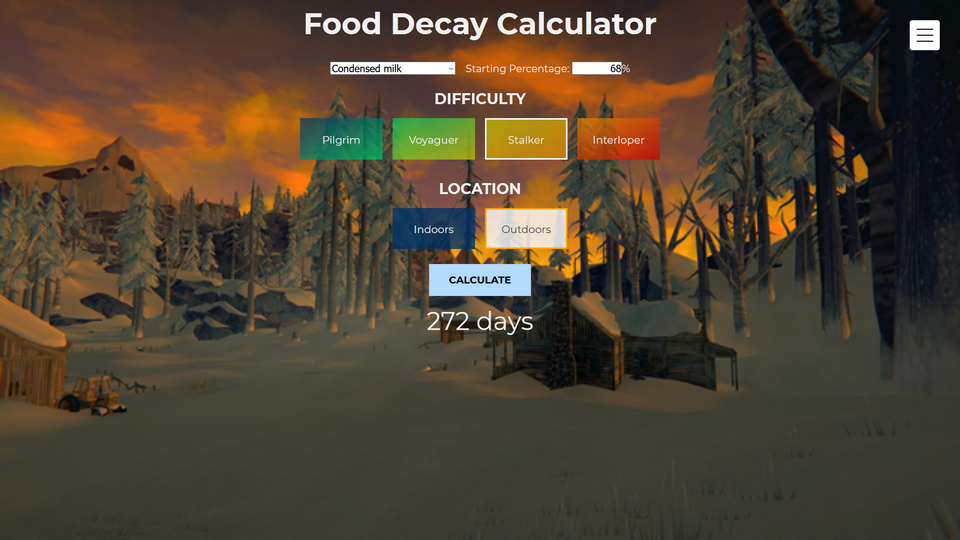 Food Decay Calculator
Condensed milk Starting Percentage: 68%
DIFFICULTY
Pilgrim Voyaguer Stalker Interloper
LOCATION
Indoors Outdoors
CALCULATE
272 days